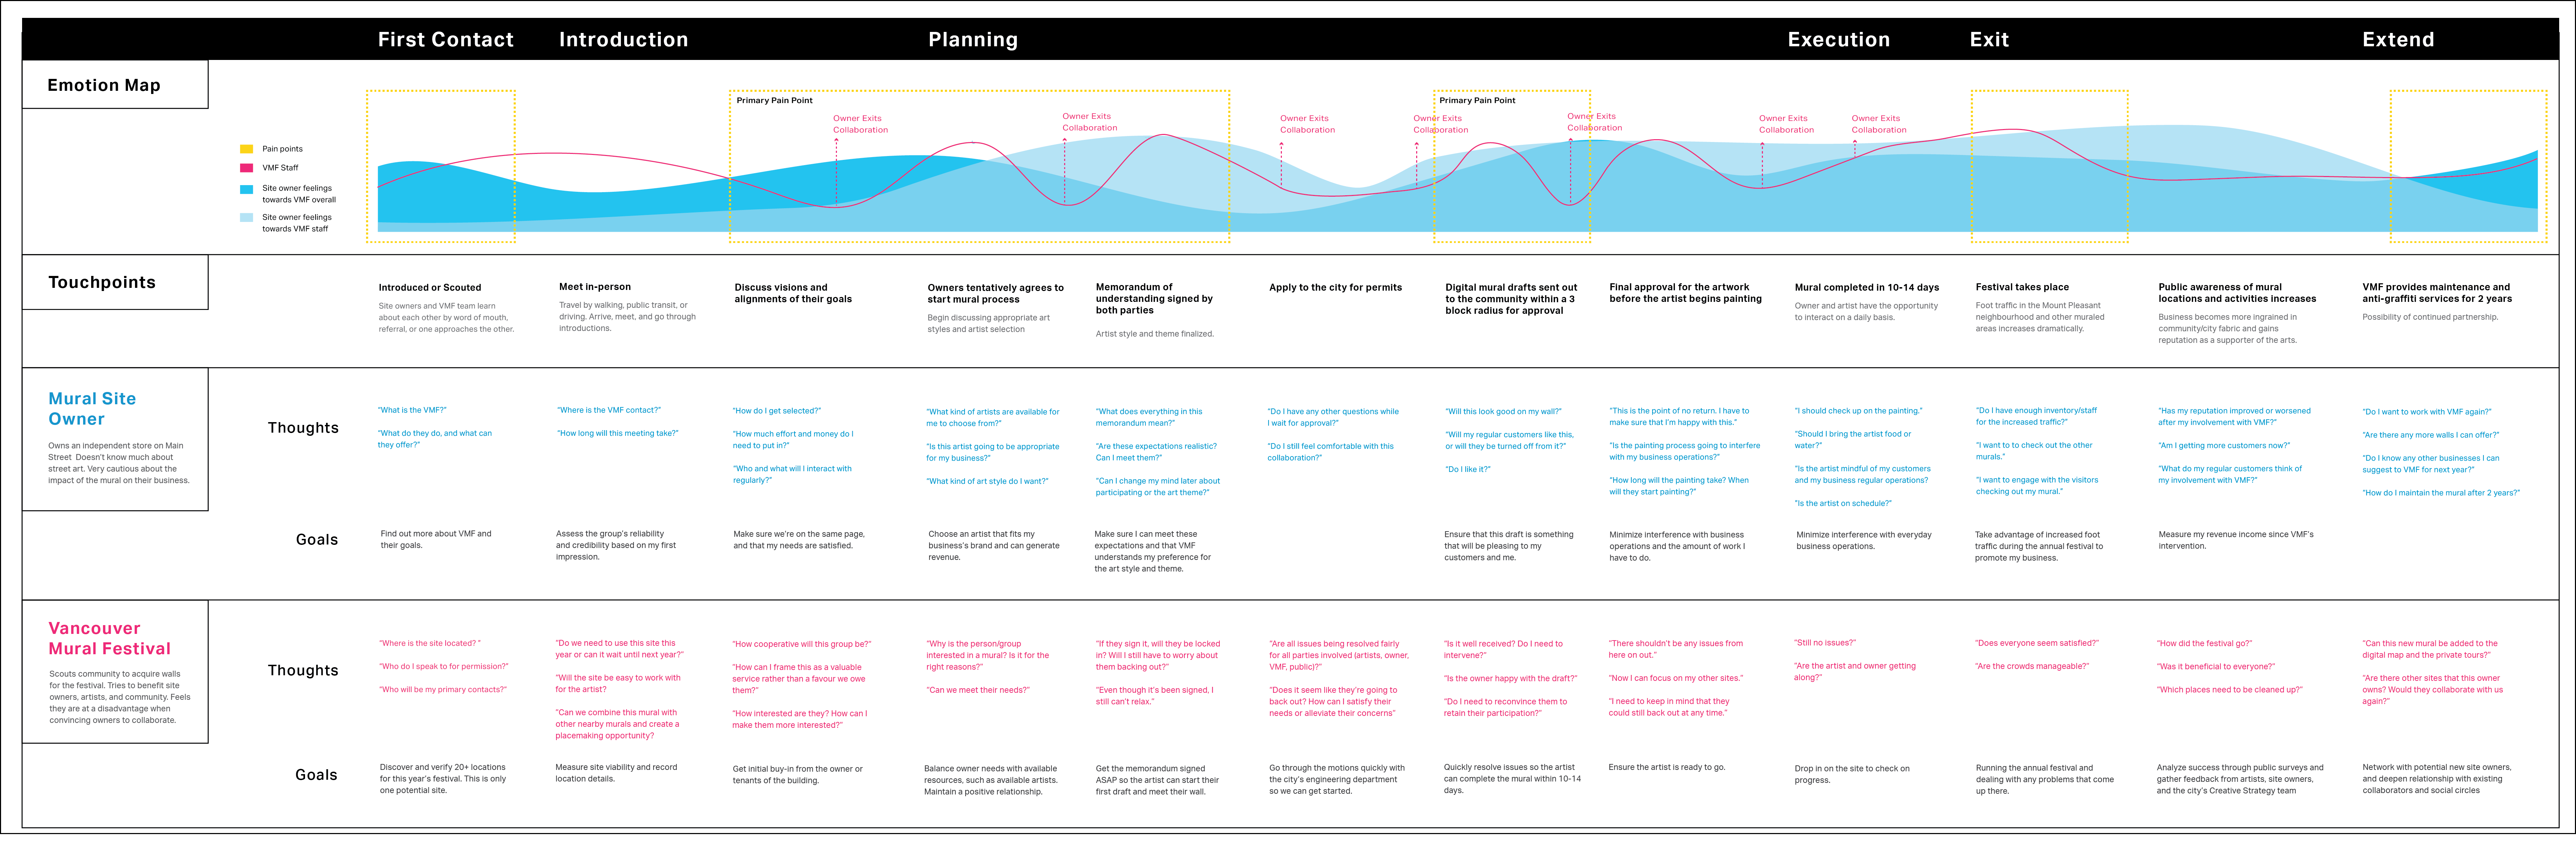 First Contact
Introduction
Planning
Execution
Exit
Extend
Emotion Map
Pain points
VMF Staff
Site owner feelings
towards VMF overall
Site owner feelings
towards VMF staff
Primary Pain Point
Owner Exits
Collaboration
Owner Exits
Collaboration
Owner Exits
Collaboration
Primary Pain Point
Owner Exits
Collaboration
Owner Exits
Collaboration
Owner Exits
Collaboration
Owner Exits
Collaboration
Touchpoints
Introduced or Scouted
Site owners and VMF team learn
about each other by word of mouth,
referral, or one approaches the other.
Meet in-person
Travel by walking, public transit, or
driving. Arrive, meet, and go through
introductions.
Discuss visions and
alignments of their goals
Owners tentatively agrees to
start mural process
Begin discussing appropriate art
styles and artist selection
Memorandum of
understanding signed by
both parties
Artist style and theme finalized.
Apply to the city for permits
Digital mural drafts sent out
to the community within a 3
block radius for approval
Final approval for the artwork
before the artist begins painting
Mural completed in 10-14 days
Owner and artist have the opportunity
to interact on a daily basis.
Festival takes place
Foot traffic in the Mount Pleasant
neighbourhood and other muraled
areas increases dramatically.
Public awareness of mural
locations and activities increases
Business becomes more ingrained in
community/city fabric and gains
reputation as a supporter of the arts.
VMF provides maintenance and
anti-graffiti services for 2 years
Possibility of continued partnership.
Mural Site
Owner
Owns an independent store on Main
Street  Doesn't know much about
street art. Very cautious about the
impact of the mural on their business.
Thoughts
"What is the VMF?"
"What do they do, and what can
they offer?"
"Where is the VMF contact?"
"How long will this meeting take?"
"How do I get selected?"
"How much effort and money do I
need to put in?"
"Who and what will I interact with
regularly?"
"What kind of artists are available for
me to choose from?"
"Is this artist going to be appropriate
for my business?"
"What kind of art style do I want?"
"What does everything in this
memorandum mean?"
"Are these expectations realistic?
Can I meet them?"
"Can I change my mind later about
participating or the art theme?"
"Do I have any other questions while
I wait for approval?"
"Do I still feel comfortable with this
collaboration?"
"Will this look good on my wall?"
"Will my regular customers like this,
or will they be turned off from it?"
"Do I like it?"
"This is the point of no return. I have to
make sure that I'm happy with this."
"Is the painting process going to interfere
with my business operations?"
"How long will the painting take? When
will they start painting?"
"I should check up on the painting."
"Should I bring the artist food or
water?"
"Is the artist mindful of my customers
and my business regular operations?
"Is the artist on schedule?"
"Do I have enough inventory/staff
for the increased traffic?"
"I want to to check out the other
murals."
"I want to engage with the visitors
checking out my mural."
"Has my reputation improved or worsened
after my involvement with VMF?"
"Am I getting more customers now?"
"What do my regular customers think of
my involvement with VMF?"
"Do I want to work with VMF again?"
"Are there any more walls I can offer?"
"Do I know any other businesses I can
suggest to VMF for next year?"
"How do I maintain the mural after 2 years?"
Goals
Find out more about VMF and
their goals.
Assess the group's reliability
and credibility based on my first
impression.
Make sure we're on the same page,
and that my needs are satisfied.
Choose an artist that fits my
business's brand and can generate
revenue.
Make sure I can meet these
expectations and that VMF
understands my preference for
the art style and theme.
Ensure that this draft is something
that will be pleasing to my
customers and me.
Minimize interference with business
operations and the amount of work I
have to do.
Minimize interference with everyday
business operations.
Take advantage of increased foot
traffic during the annual festival to
promote my business.
Measure my revenue income since VMF's
intervention.
Vancouver
Mural Festival
Scouts community to acquire walls
for the festival. Tries to benefit site
owners, artists, and community. Feels
they are at a disadvantage when
convincing owners to collaborate.
Thoughts
"Where is the site located? "
"Who do I speak to for permission?"
"Who will be my primary contacts?"
"Do we need to use this site this
year or can it wait until next year?"
"Will the site be easy to work with
for the artist?
"Can we combine this mural with
other nearby murals and create a
placemaking opportunity?
"How cooperative will this group be?"
"How can I frame this as a valuable
service rather than a favour we owe
them?"
"How interested are they? How can I
make them more interested?"
"Why is the person/group
interested in a mural? Is it for the
right reasons?"
"Can we meet their needs?"
"If they sign it, will they be locked
in? Will I still have to worry about
them backing out?"
"Even though it's been signed, I
still can't relax."
"Are all issues being resolved fairly
for all parties involved (artists, owner,
VMF, public)?"
"Does it seem like they're going to
back out? How can I satisfy their
needs or alleviate their concerns"
"Is it well received? Do I need to
intervene?"
"Is the owner happy with the draft?"
"Do I need to reconvince them to
retain their participation?"
"There shouldn't be any issues from
here on out."
"Now I can focus on my other sites."
"I need to keep in mind that they
could still back out at any time."
"Still no issues?"
"Are the artist and owner getting
along?"
"Does everyone seem satisfied?"
"Are the crowds manageable?"
"How did the festival go?"
"Was it beneficial to everyone?"
"Which places need to be cleaned up?"
"Can this new mural be added to the
digital map and the private tours?"
"Are there other sites that this owner
owns? Would they collaborate with us
again?"
Goals
Discover and verify 20+ locations
for this year's festival. This is only
one potential site.
Measure site viability and record
location details.
Get initial buy-in from the owner or
tenants of the building.
Balance owner needs with available
resources, such as available artists.
Maintain a positive relationship.
Get the memorandum signed
ASAP so the artist can start their
first draft and meet their wall.
Go through the motions quickly with
the city's engineering department
so we can get started.
Quickly resolve issues so the artist
can complete the mural within 10-14
days.
Ensure the artist is ready to go.
Drop in on the site to check on
progress.
Running the annual festival and
dealing with any problems that come
up there.
Analyze success through public surveys and
gather feedback from artists, site owners,
and the city's Creative Strategy team
Network with potential new site owners,
and deepen relationship with existing
collaborators and social circles